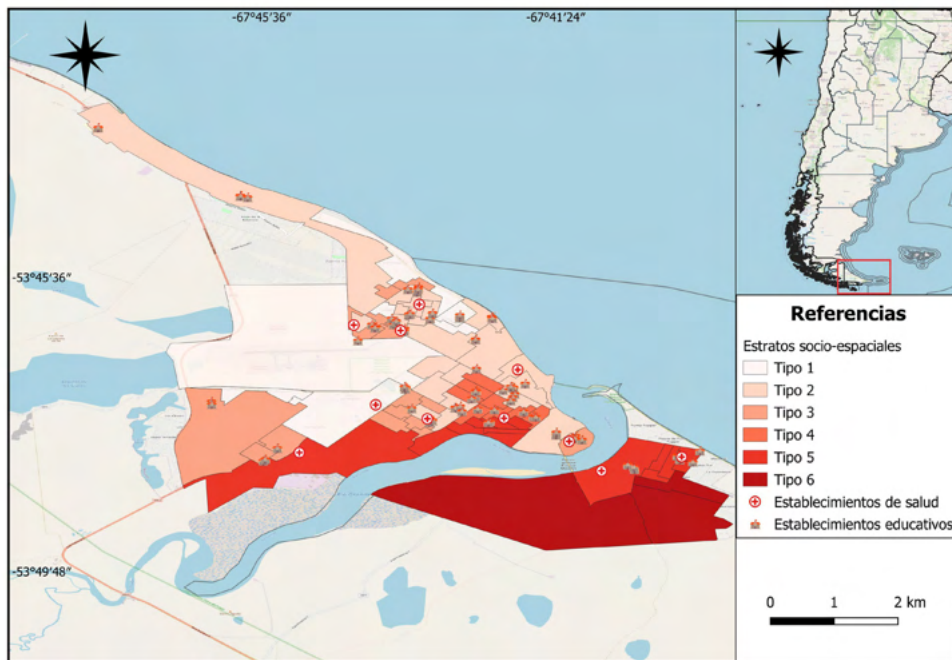 -67°45'36"
-67°41'24"
-53°45'36"
-53°49'48"
Referencias
Estratos socio-espaciales
Tipo 1
Tipo 2
Tipo 3
Tipo 4
Tipo 5
Tipo 6
Establecimientos de salud
Establecimientos educativos
0 1 2 km